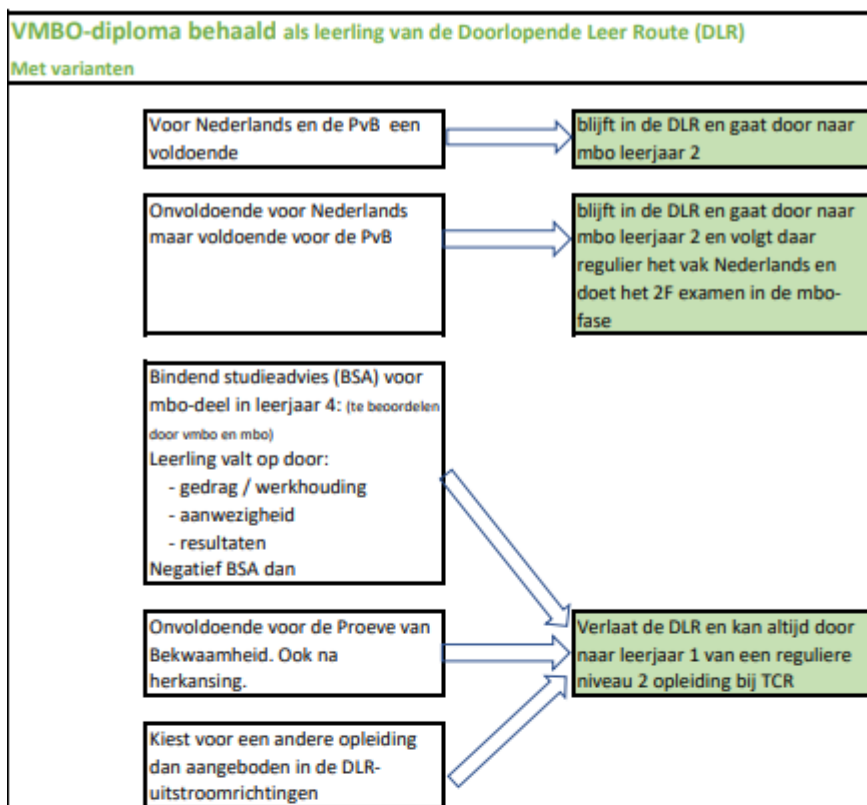 VMBO-diploma behaald als leerling van de Doorlopende Leer Route (DLR)
Met varianten
Voor Nederlands en de PvB een
voldoende
blijft in de DLR en gaat door naar
mbo leerjaar 2
Onvoldoende voor Nederlands
maar voldoende voor de PvB
blijft in de DLR en gaat door naar
mbo leerjaar 2 en volgt daar
regulier het vak Nederlands en
doet het 2F examen in de mbo-
fase
Bindend studieadvies (BSA) voor
mbo-deel in leerjaar 4: (te beoordelen
door vmbo en mbo)
Leerling valt op door:
- gedrag / werkhouding
- aanwezigheid
- resultaten
Negatief BSA dan
Onvoldoende voor de Proeve van
Bekwaamheid. Ook na
herkansing.
Verlaat de DLR en kan altijd door
naar leerjaar 1 van een reguliere
niveau 2 opleiding bij TCR
Kiest voor een andere opleiding
dan aangeboden in de DLR-
uitstroomrichtingen